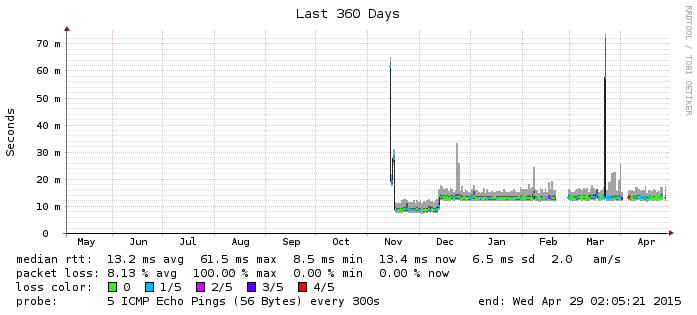 Last 360 Days
RRDTOOL / TOBI OETIKER
Seconds
70 m
60 m
50 m
40 m
30 m
20 m
10 m
0
May Jun Jul Aug Sep Oct Nov Dec Jan Feb Mar Apr
median rtt: 13.2 ms avg 61.5 ms max 8.5 ms min 13.4 ms now 6.5 ms sd 2.0 am/s
packet loss: 8.13 % avg 100.00 % max 0.00 % min 0.00 % now
loss color: 0 1/5 2/5 3/5 4/5
probe: 5 ICMP Echo Pings (56 Bytes) every 300s end: Wed Apr 29 02:05:21 2015